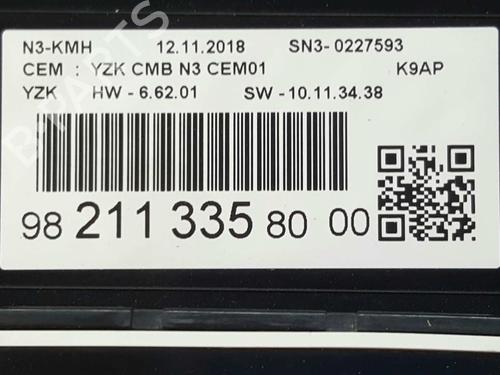 N3-KMH 12.11.2018 SN3- 0227593
CEM : YZK CMB N3 CEM01 K9AP
YZK HW - 6.62.01 SW -10.11.34.38
98 211 335 80 00
B-PARTS